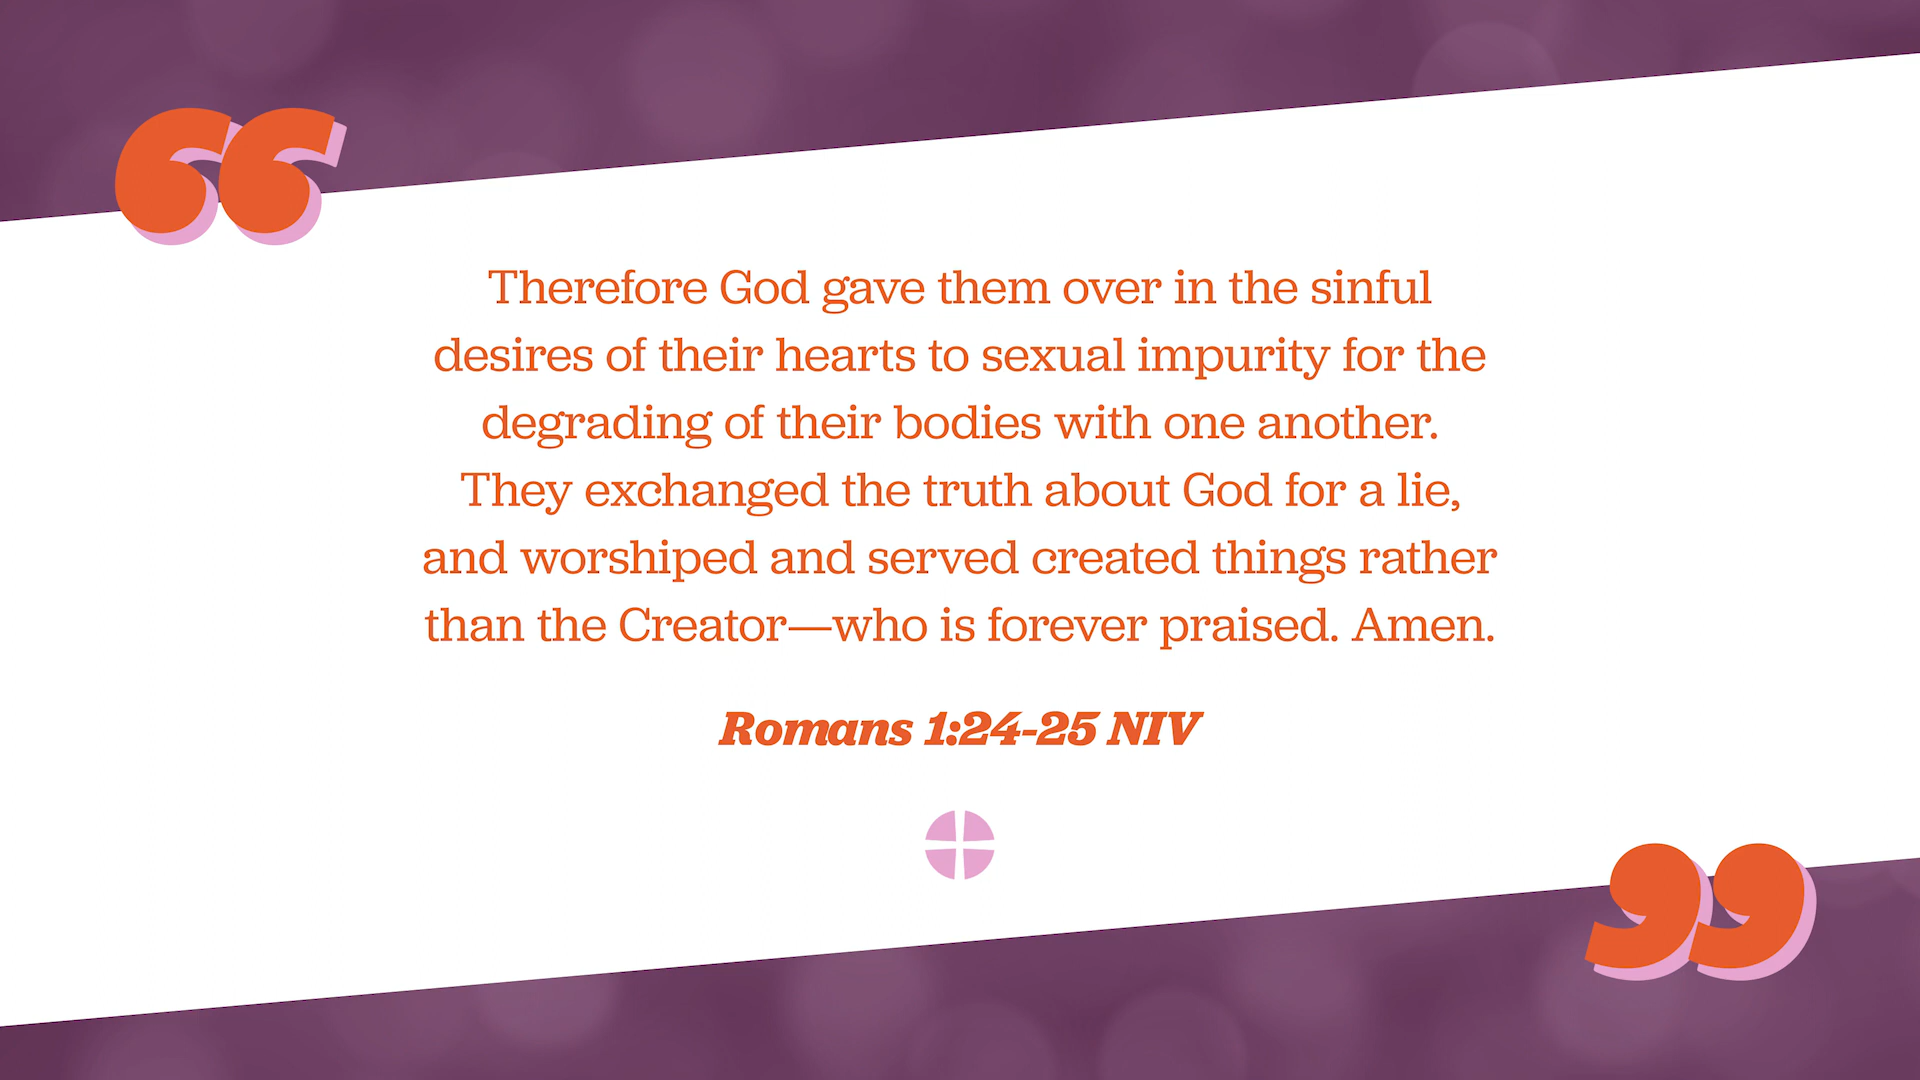 Therefore God gave them over in the sinful
desires of their hearts to sexual impurity for the
degrading of their bodies with one another.
They exchanged the truth about God for a lie,
and worshiped and served created things rather
than the Creator—who is forever praised. Amen.
Romans 1:24-25 NIV